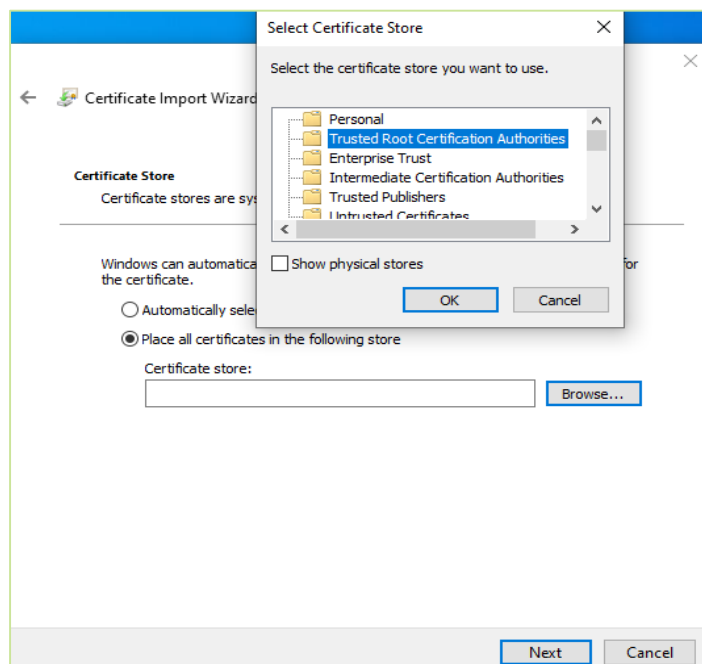 Select Certificate Store
Select the certificate store you want to use.
Certificate Import Wizard
Personal
Trusted Root Certification Authorities
Enterprise Trust
Intermediate Certification Authorities
Trusted Publishers
Untrusted Certificates
Show physical stores
OK Cancel
Certificate Store
Certificate stores are sys
Windows can automatica for
the certificate.
Automatically sele
Place all certificates in the following store
Certificate store:
Browse...
Next Cancel